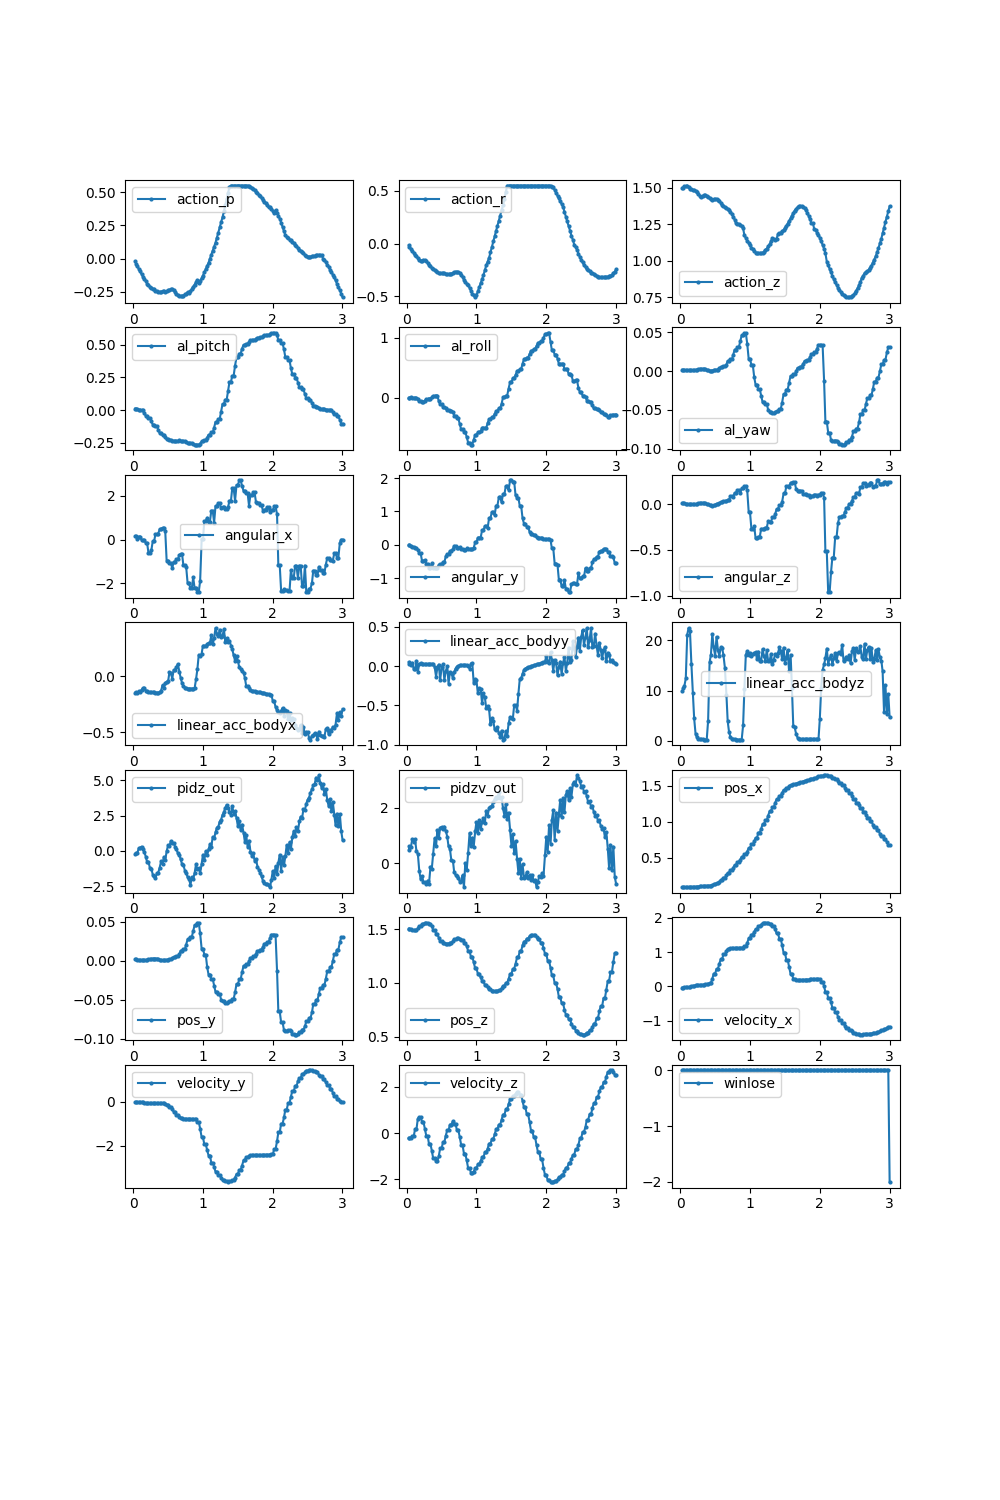 action_p
0.50
0.25
0.00
−0.25
0 1 2 3
action_r
0.5
0.0
−0.5
0 1 2 3
action_z
1.50
1.25
1.00
0.75
0 1 2 3
al_pitch
0.50
0.25
0.00
−0.25
0 1 2 3
al_roll
1
0
0 1 2 3
al_yaw
0.05
0.00
−0.05
−0.10
0 1 2 3
angular_x
2
0
−2
0 1 2 3
angular_y
2
1
0
−1
0 1 2 3
angular_z
0.0
−0.5
−1.0
0 1 2 3
linear_acc_bodyx
0.0
−0.5
0 1 2 3
linear_acc_bodyy
0.5
0.0
−0.5
−1.0
0 1 2 3
linear_acc_bodyz
20
10
0
0 1 2 3
pidz_out
5.0
2.5
0.0
−2.5
0 1 2 3
pidzv_out
2
0
0 1 2 3
pos_x
1.5
1.0
0.5
0 1 2 3
pos_y
0.05
0.00
−0.05
−0.10
0 1 2 3
pos_z
1.5
1.0
0.5
0 1 2 3
velocity_x
2
1
0
−1
0 1 2 3
velocity_y
0
−2
0 1 2 3
velocity_z
2
0
−2
0 1 2 3
winlose
0
−1
−2
0 1 2 3